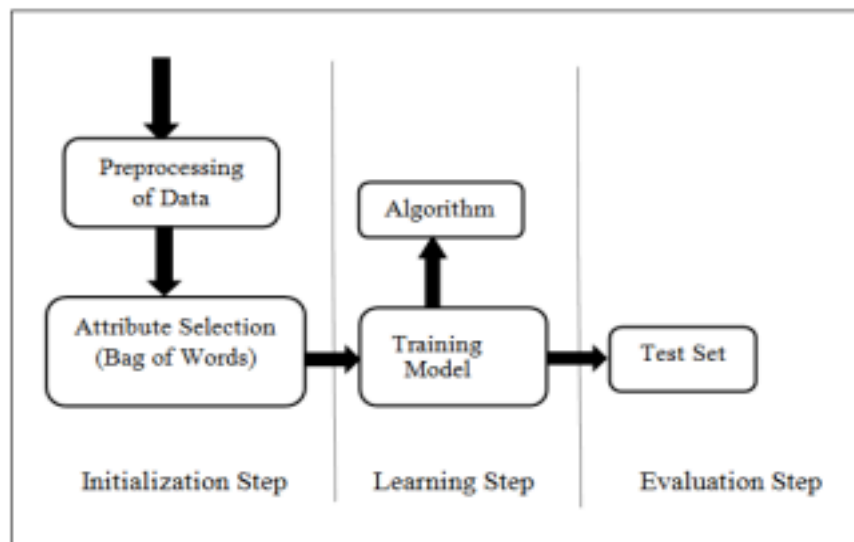 Preprocessing
of Data
Attribute Selection
(Bag of Words)
Algorithm
Training
Model
Test Set
Initialization Step
Learning Step
Evaluation Step